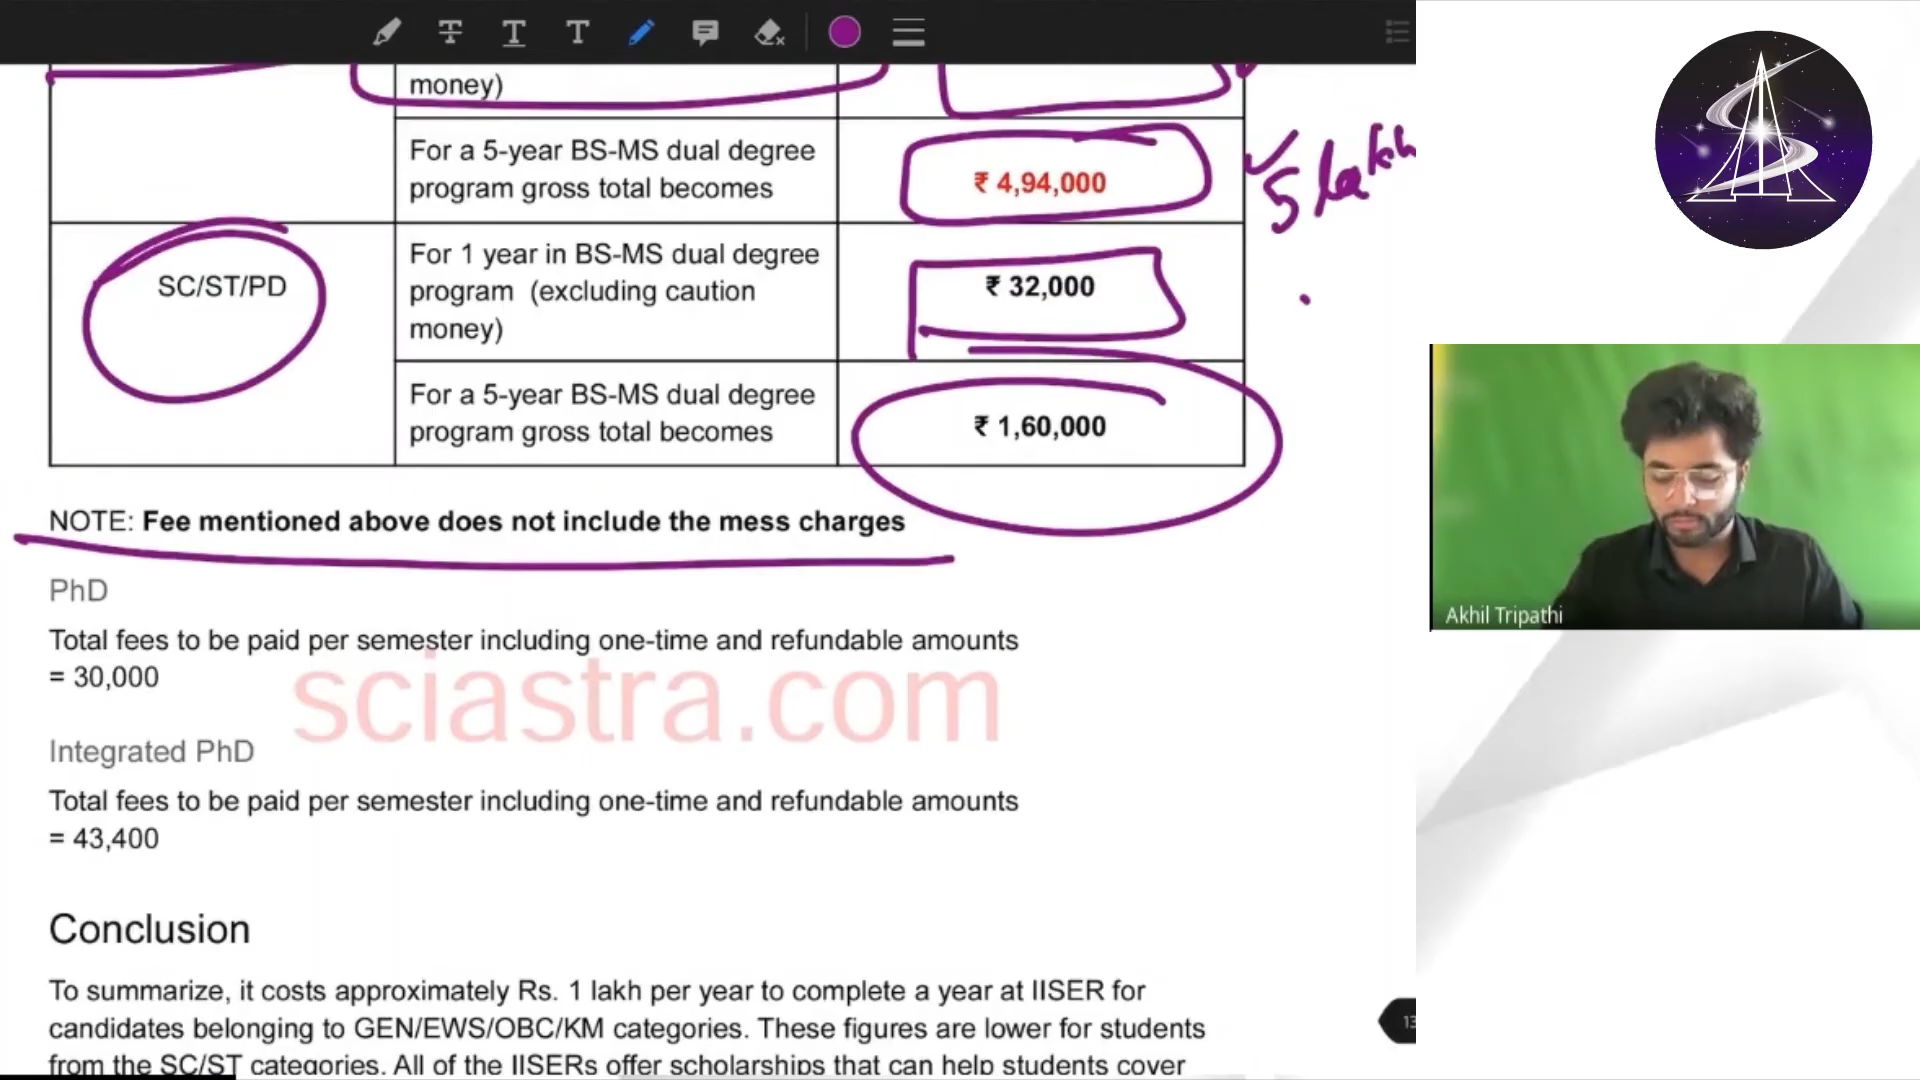 money)
For a 5-year BS-MS dual degree
program gross total becomes
₹ 4,94,000
5 lakh
SC/ST/PD
For 1 year in BS-MS dual degree
program (excluding caution
money)
₹ 32,000
For a 5-year BS-MS dual degree
program gross total becomes
₹ 1,60,000
NOTE: Fee mentioned above does not include the mess charges
PhD
Total fees to be paid per semester including one-time and refundable amounts
= 30,000
sciastra.com
Integrated PhD
Total fees to be paid per semester including one-time and refundable amounts
= 43,400
Conclusion
To summarize, it costs approximately Rs. 1 lakh per year to complete a year at IISER for
candidates belonging to GEN/EWS/OBC/KM categories. These figures are lower for students
from the SC/ST categories. All of the IISERs offer scholarships that can help students cover
13
Akhil Tripathi